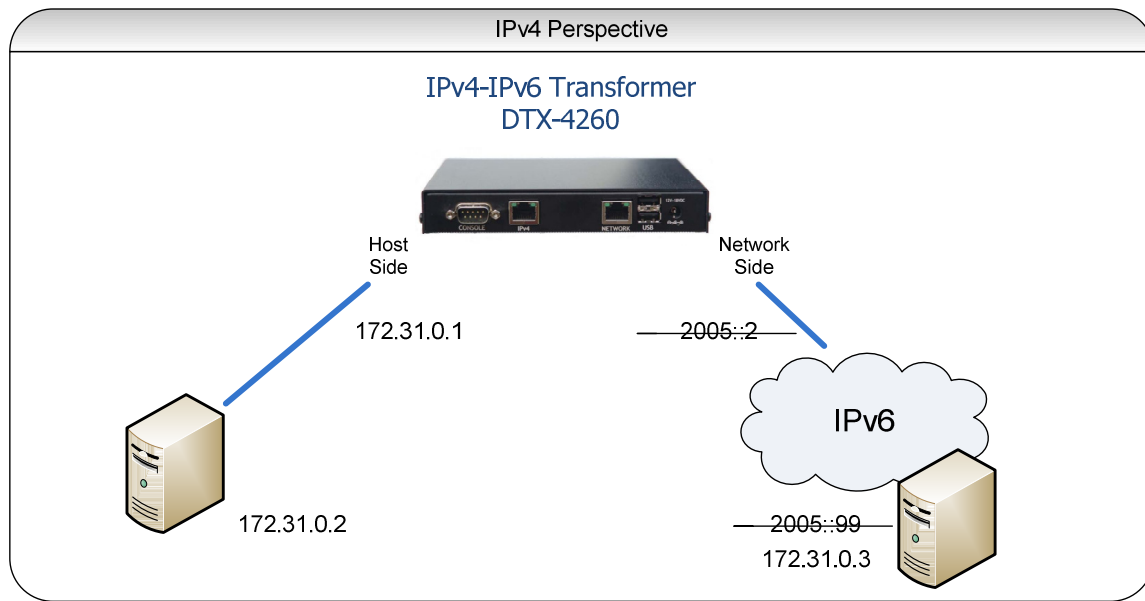 IPv4 Perspective
IPv4-IPv6 Transformer
DTX-4260
CONSOLE
IPv4
NETWORK
USB
Host
Side
Network
Side
172.31.0.1
2005::2
IPv6
172.31.0.2
2005::99
172.31.0.3